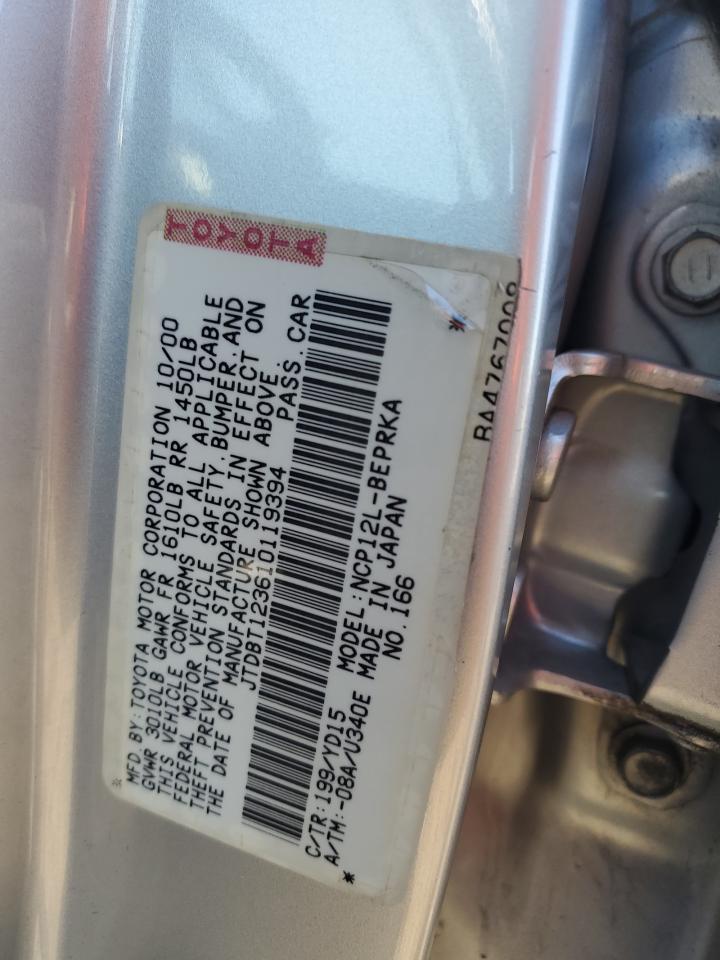 TOYOTA
MFD. BY: TOYOTA MOTOR CORPORATION 10/00
GVWR 3010LB GAWR FR 1610LB RR 1450LB
THIS VEHICLE CONFORMS TO ALL APPLICABLE
FEDERAL MOTOR VEHICLE SAFETY, BUMPER, AND
THEFT PREVENTION STANDARDS IN EFFECT ON
THE DATE OF MANUFACTURE SHOWN ABOVE.
JTDBT123610119394 PASS. CAR
C/TR: 199/YD15 MODEL: NCP12L-BEPRKA
A/TM: -08A/U340E MADE IN JAPAN
NO. 166